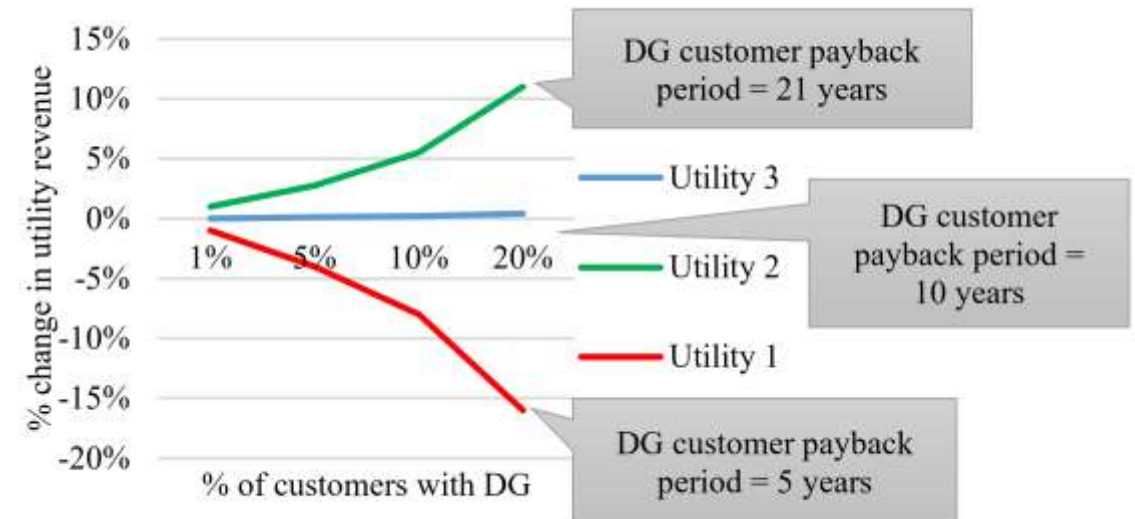 15%
10%
5%
0%
-5%
-10%
-15%
-20%
% change in utility revenue
1%
5%
10%
20%
% of customers with DG
DG customer payback
period = 21 years
Utility 3
DG customer
payback period =
10 years
Utility 2
Utility 1
DG customer payback
period = 5 years